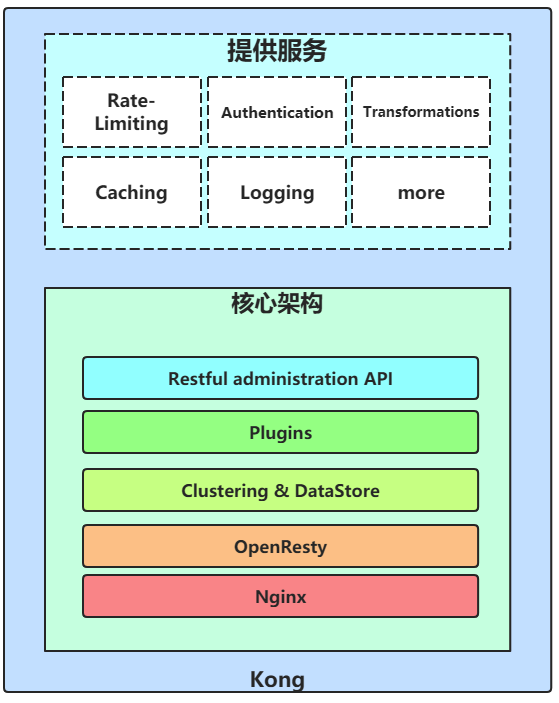 提供服务
Rate-
Limiting
Authentication
Transformations
Caching
Logging
more
核心架构
Restful administration API
Plugins
Clustering & DataStore
OpenResty
Nginx
Kong